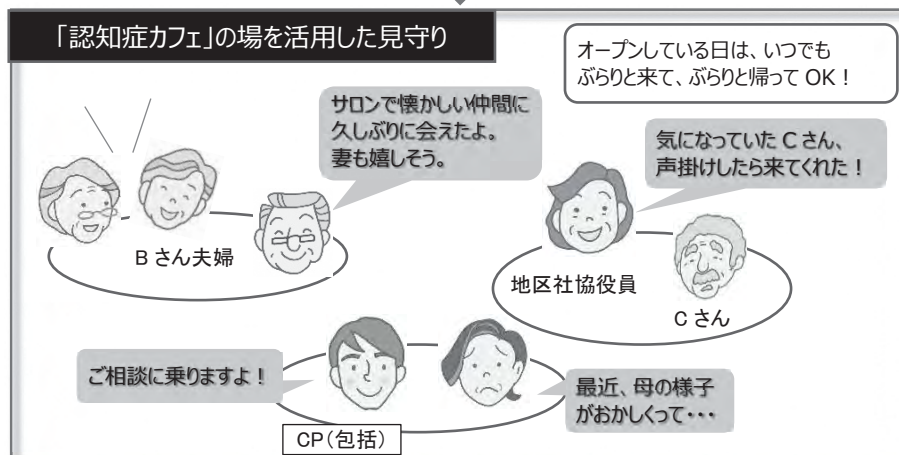 「認知症カフェ」の場を活用した見守り
オープンしている日は、いつでも
ぶらりと来て、ぶらりと帰って OK！
サロンで懐かしい仲間に
久しぶりに会えたよ。
妻も嬉しそう。
気になっていた C さん、
声掛けしたら来てくれた！
B さん夫婦
地区社協役員
C さん
ご相談に乗りますよ！
最近、母の様子
がおかしくって・・・
CP（包括）